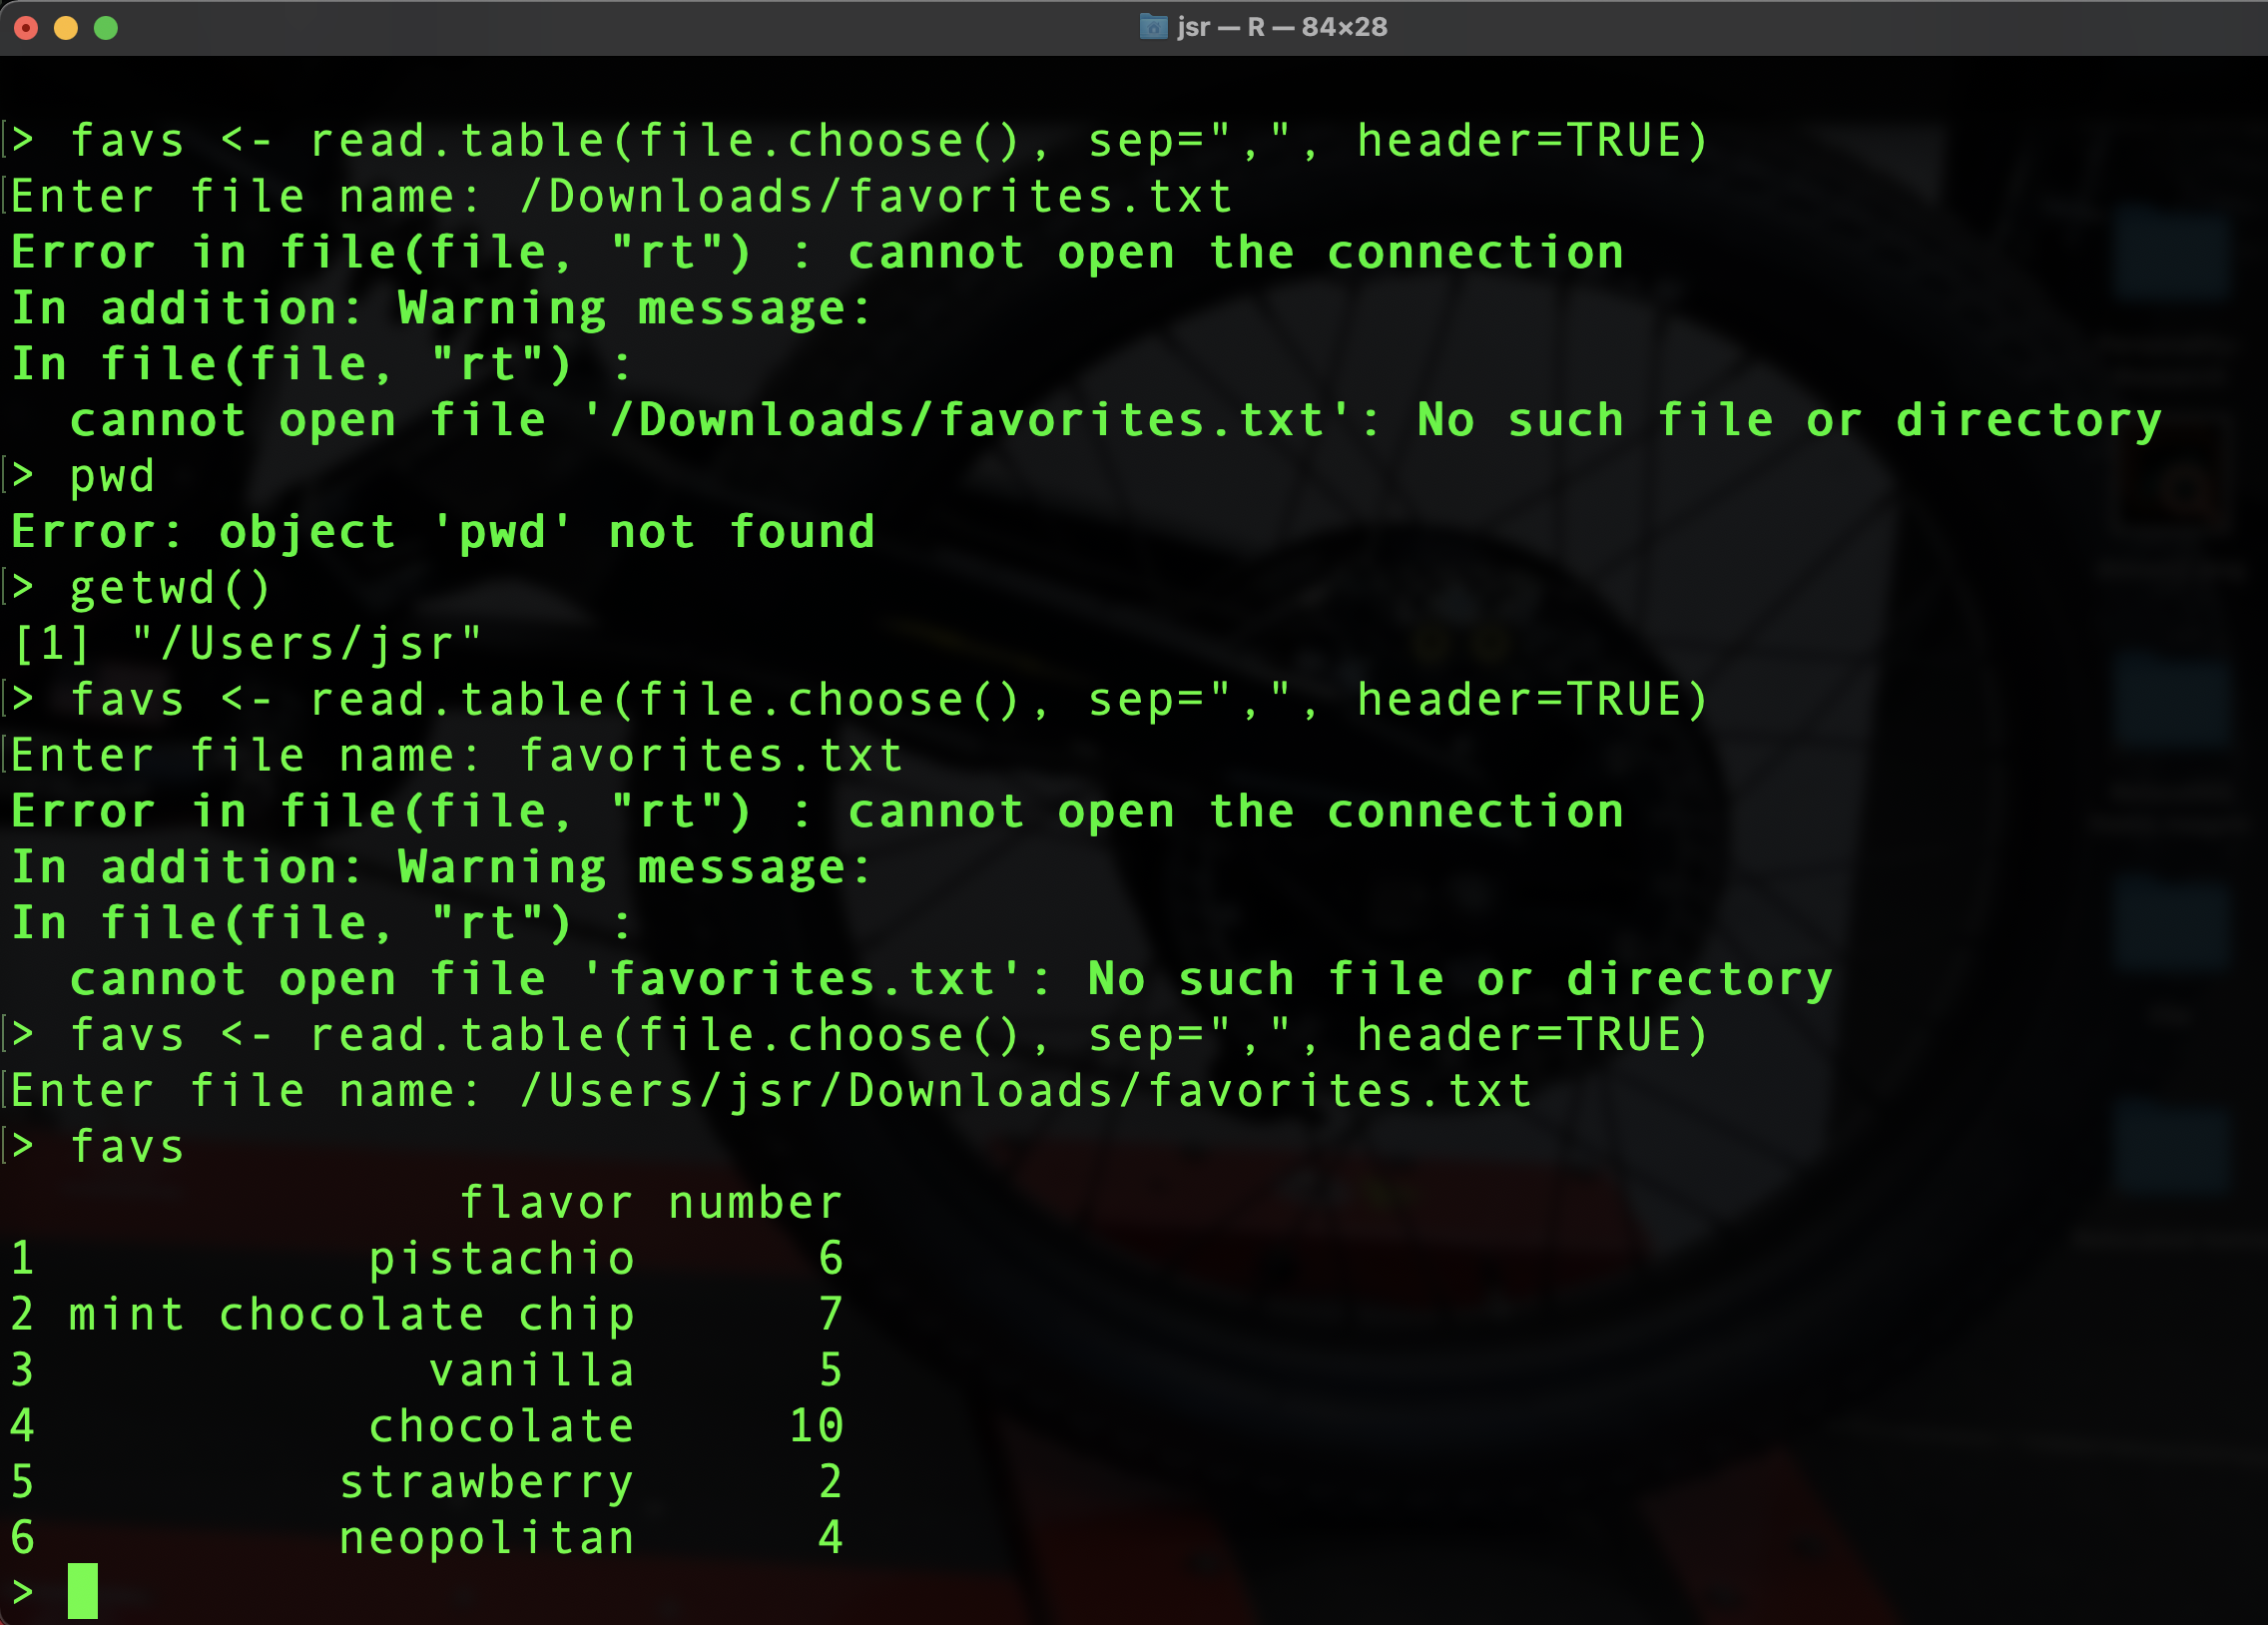 jsr — R — 84×28
> favs <- read.table(file.choose(), sep=",", header=TRUE)
Enter file name: /Downloads/favorites.txt
Error in file(file, "rt") : cannot open the connection
In addition: Warning message:
In file(file, "rt") :
  cannot open file '/Downloads/favorites.txt': No such file or directory
> pwd
Error: object 'pwd' not found
> getwd()
[1] "/Users/jsr"
> favs <- read.table(file.choose(), sep=",", header=TRUE)
Enter file name: favorites.txt
Error in file(file, "rt") : cannot open the connection
In addition: Warning message:
In file(file, "rt") :
  cannot open file 'favorites.txt': No such file or directory
> favs <- read.table(file.choose(), sep=",", header=TRUE)
Enter file name: /Users/jsr/Downloads/favorites.txt
> favs
               flavor number
1           pistachio      6
2 mint chocolate chip      7
3             vanilla      5
4           chocolate     10
5          strawberry      2
6          neopolitan      4
>